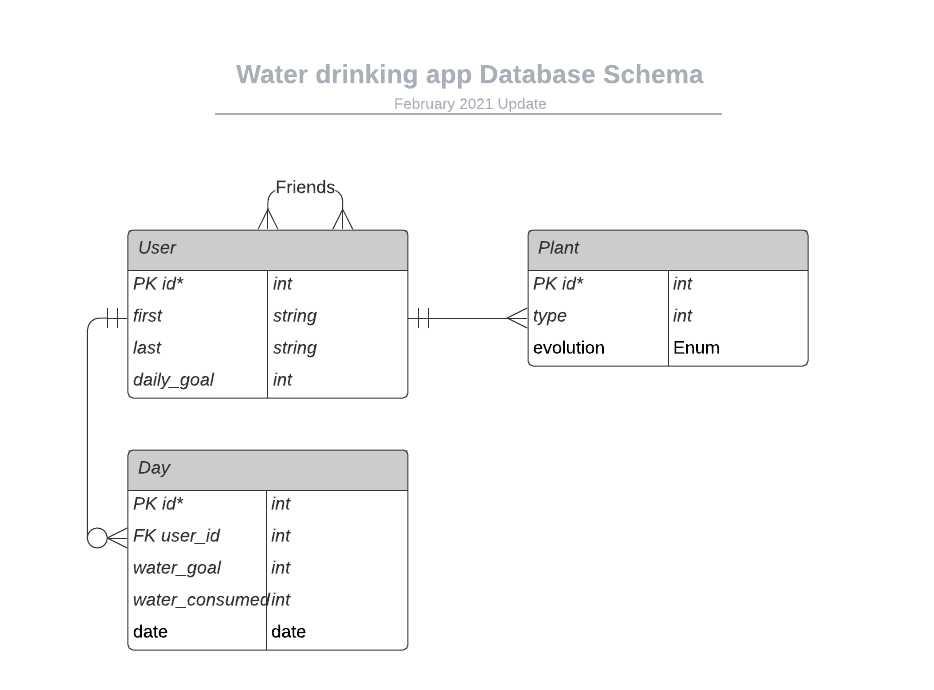 Water drinking app Database Schema
February 2021 Update
Friends
User
PK id* int
first string
last string
daily_goal int
Plant
PK id* int
type int
evolution Enum
Day
PK id* int
FK user_id int
water_goal int
water_consumed int
date date